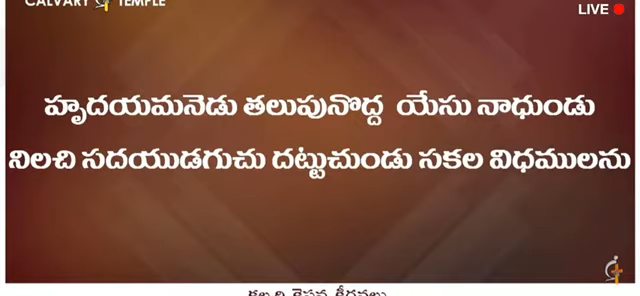 CALVARY TEMPLE
LIVE
హృదయమనెడు తలుపునొద్ద యేసు నాధుండు
నిలచి సదయుడగుచు దట్టుచుండు సకల విధములను